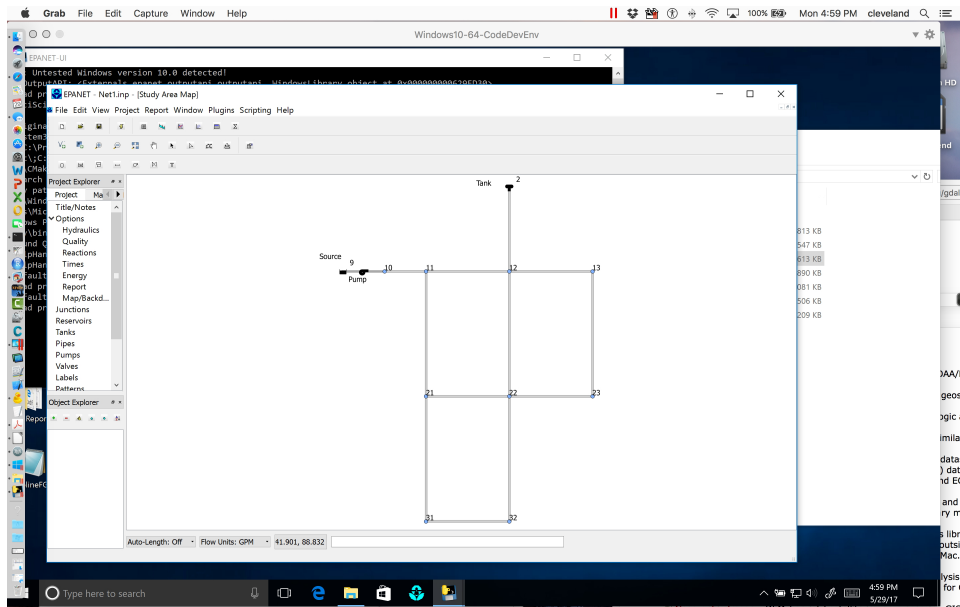 Grab File Edit Capture Window Help 100% Mon 4:59 PM cleveland
Windows10-64-CodeDevEnv
EPANET-UI
Untested Windows version 10.0 detected!
EPANET - Net1.inp - [Study Area Map]
File Edit View Project Report Window Plugins Scripting Help
Project Explorer
Project Ma
Title/Notes
Options
Hydraulics
Quality
Reactions
Times
Energy
Report
Map/Backd...
Junctions
Reservoirs
Tanks
Pipes
Pumps
Valves
Labels
Patterns
Object Explorer
Tank 2
Source
9 10 11 12 13
Pump
21 22 23
31 32
Auto-Length: Off Flow Units: GPM 41.901, 88.832
813 KB
547 KB
613 KB
890 KB
081 KB
506 KB
209 KB
Type here to search
4:59 PM
5/29/17